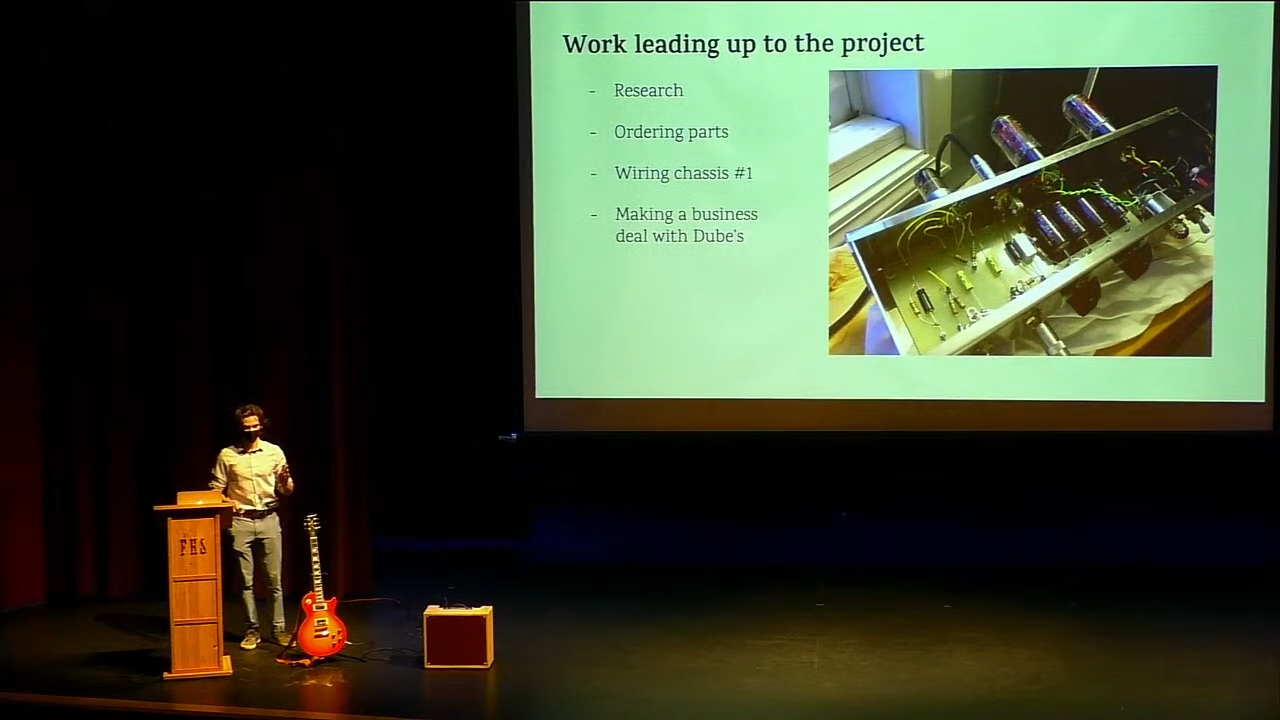 Work leading up to the project
- Research
- Ordering parts
- Wiring chassis #1
- Making a business
deal with Dube's
FHS